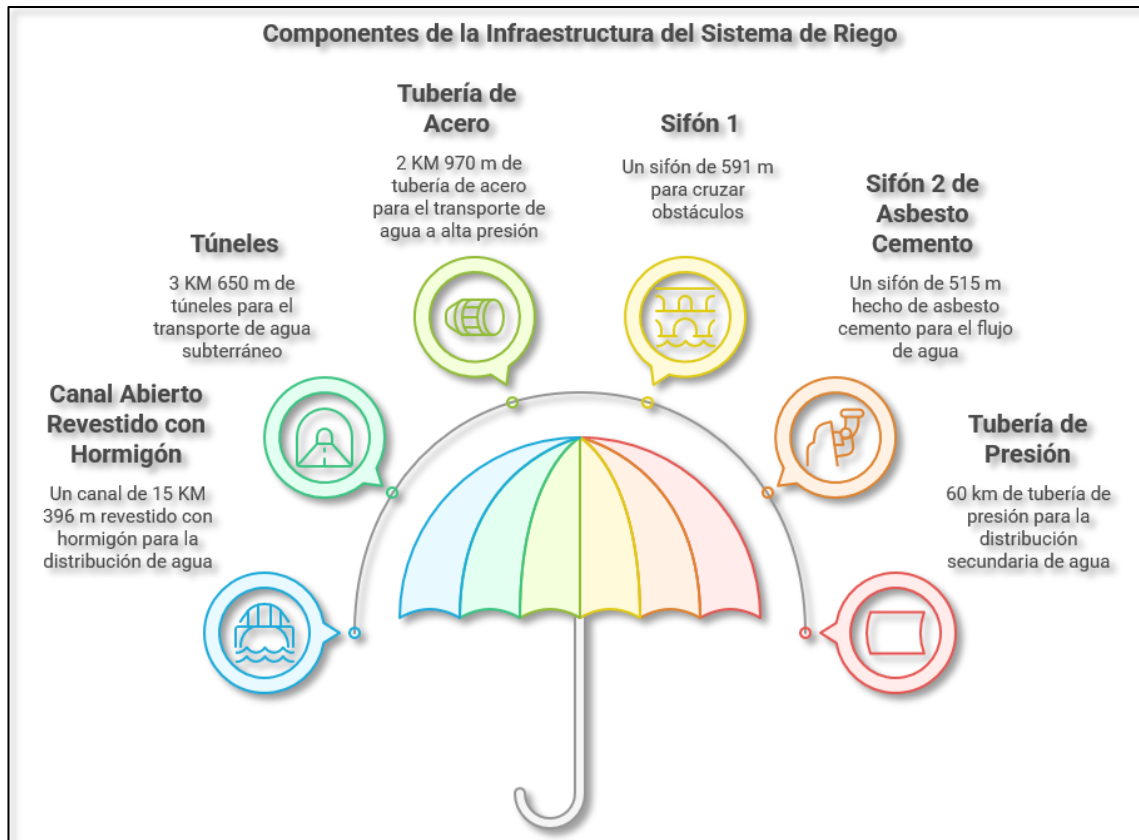 Componentes de la Infraestructura del Sistema de Riego
Tubería de
Acero
2 KM 970 m de
tubería de acero
para el transporte de
agua a alta presión
Sifón 1
Un sifón de 591 m
para cruzar
obstáculos
Sifón 2 de
Asbesto
Cemento
Un sifón de 515 m
hecho de asbesto
cemento para el flujo
de agua
Túneles
3 KM 650 m de
túneles para el
transporte de agua
subterráneo
Canal Abierto
Revestido con
Hormigón
Un canal de 15 KM
396 m revestido con
hormigón para la
distribución de agua
Tubería de
Presión
60 km de tubería de
presión para la
distribución
secundaria de agua